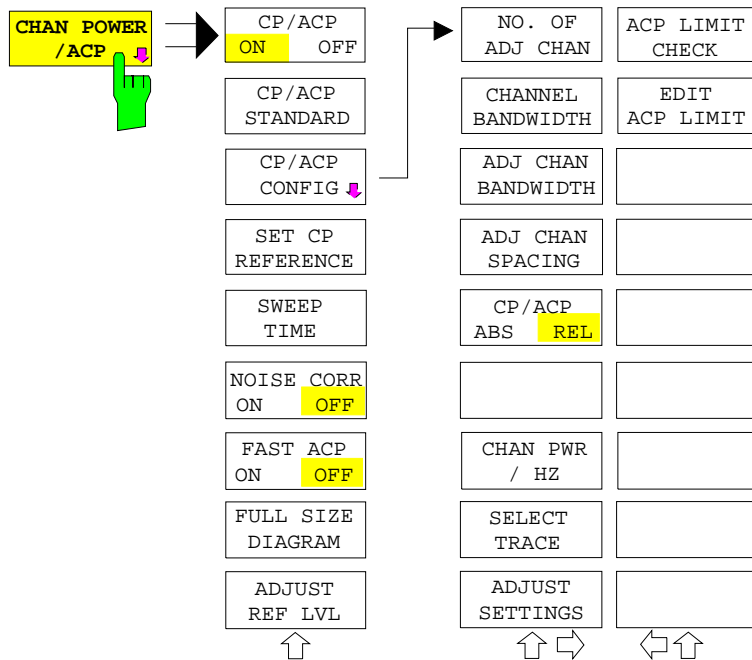 CHAN POWER
/ACP
CP/ACP
ON OFF
CP/ACP
STANDARD
CP/ACP
CONFIG
SET CP
REFERENCE
SWEEP
TIME
NOISE CORR
ON OFF
FAST ACP
ON OFF
FULL SIZE
DIAGRAM
ADJUST
REF LVL
NO. OF
ADJ CHAN
CHANNEL
BANDWIDTH
ADJ CHAN
BANDWIDTH
ADJ CHAN
SPACING
CP/ACP
ABS REL
CHAN PWR
/ HZ
SELECT
TRACE
ADJUST
SETTINGS
ACP LIMIT
CHECK
EDIT
ACP LIMIT